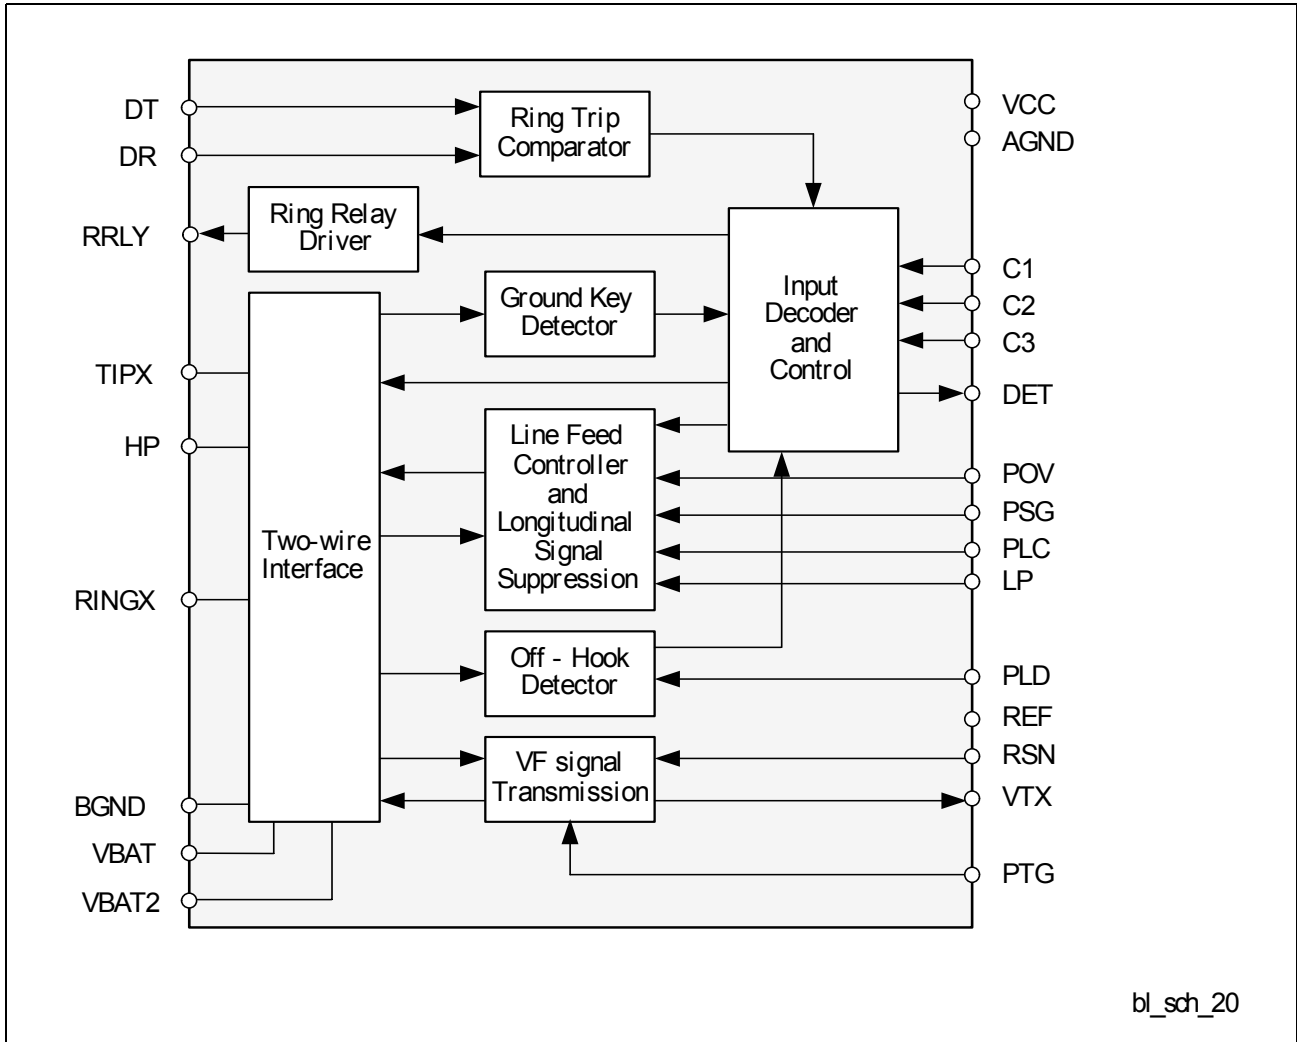 DT
DR
RRLY
TIPX
HP
RINGX
BGND
VBAT
VBAT2
Ring Trip
Comparator
Ring Relay
Driver
Ground Key
Detector
Input
Decoder
and
Control
Two-wire
Interface
Line Feed
Controller
and
Longitudinal
Signal
Suppression
Off - Hook
Detector
VF signal
Transmission
VCC
AGND
C1
C2
C3
DET
POV
PSG
PLC
LP
PLD
REF
RSN
VTX
PTG
bl_sch_20